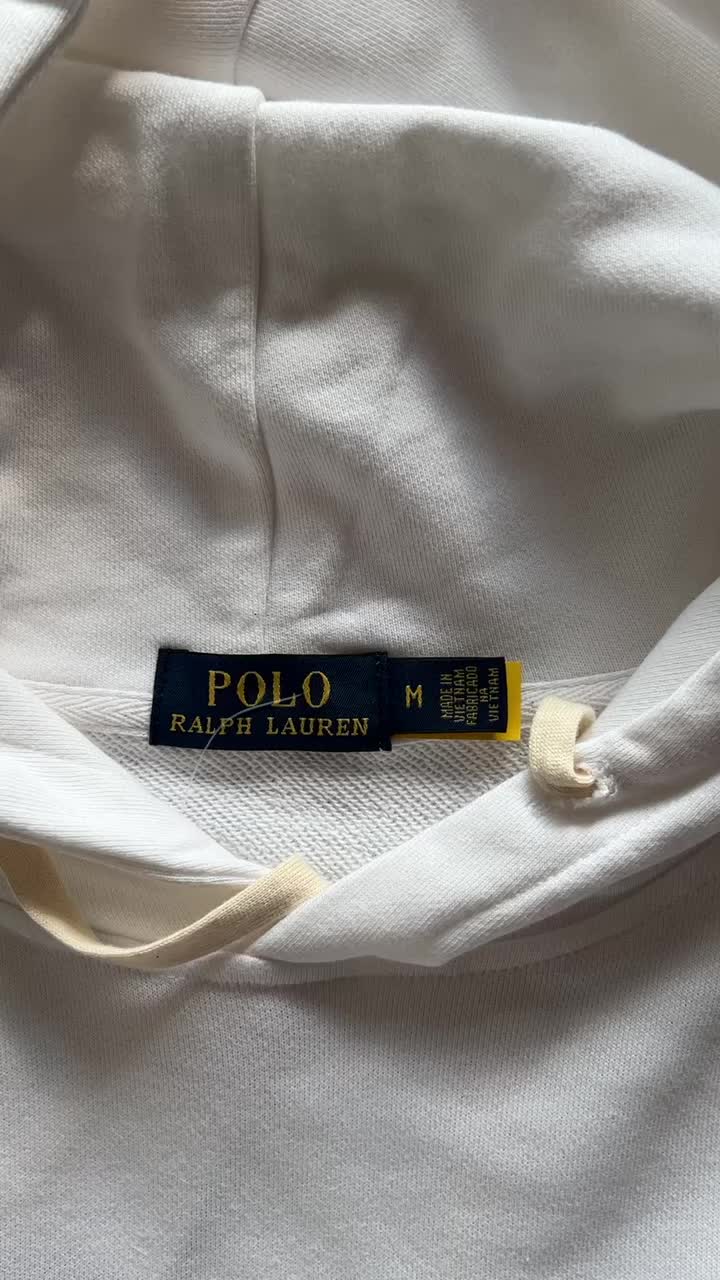 POLO
RALPH LAUREN
M
MADE IN
VIETNAM
FABRICADO
NA
VIETNAM